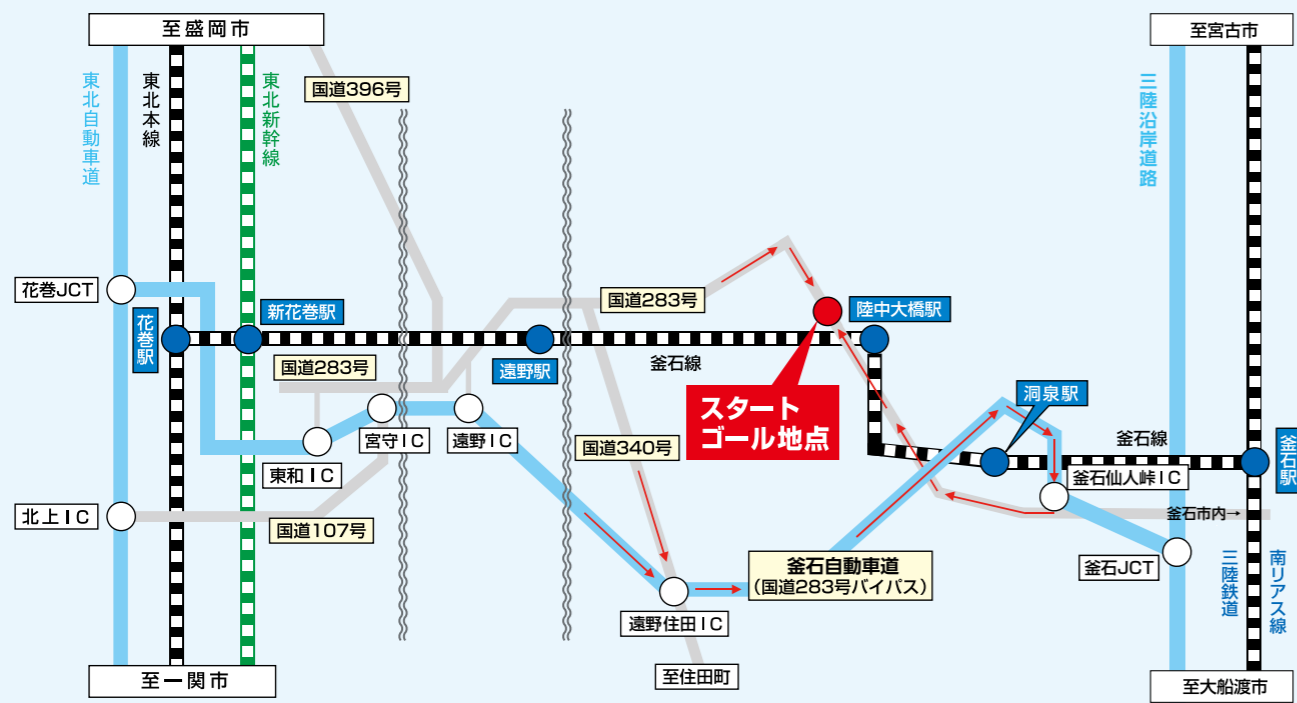 至盛岡市
至宮古市
東北自動車道
東北本線
東北新幹線
国道396号
三陸沿岸道路
花巻JCT
花巻駅
新花巻駅
国道283号
国道283号
陸中大橋駅
遠野駅
釜石線
スタート
ゴール地点
洞泉駅
宮守IC
遠野IC
東和IC
国道340号
釜石線
釜石駅
釜石仙人峠IC
北上IC
国道107号
釜石市内→
釜石自動車道
(国道283号バイパス)
釜石JCT
三陸鉄道
南リアス線
遠野住田IC
至住田町
至一関市
至大船渡市